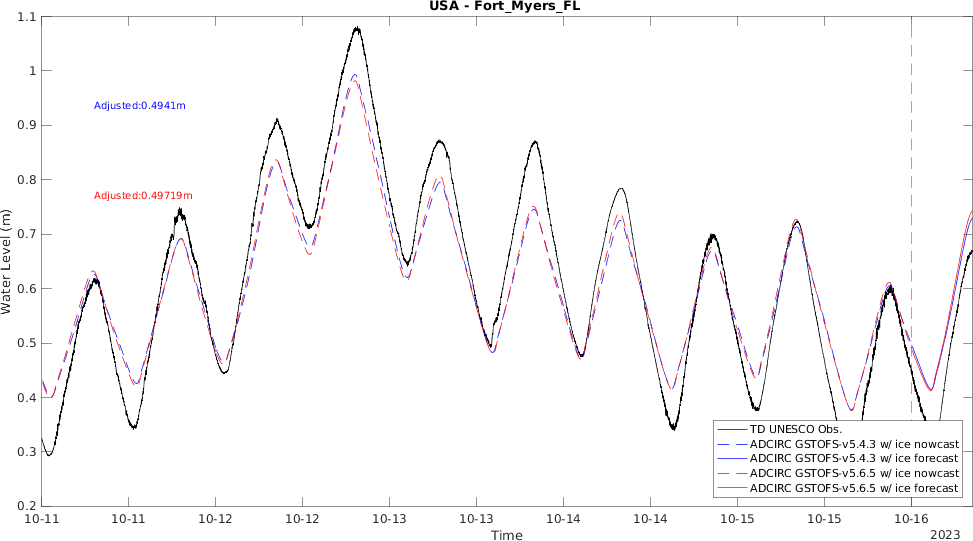 USA - Fort_Myers_FL
1.1
1
0.9
0.8
0.7
0.6
0.5
0.4
0.3
0.2
Water Level (m)
Adjusted:0.4941m
Adjusted:0.49719m
TD UNESCO Obs.
ADCIRC GSTOFS-v5.4.3 w/ ice nowcast
ADCIRC GSTOFS-v5.4.3 w/ ice forecast
ADCIRC GSTOFS-v5.6.5 w/ ice nowcast
ADCIRC GSTOFS-v5.6.5 w/ ice forecast
10-11 10-11 10-12 10-12 10-13 10-13 10-14 10-14 10-15 10-15 10-16
Time
2023